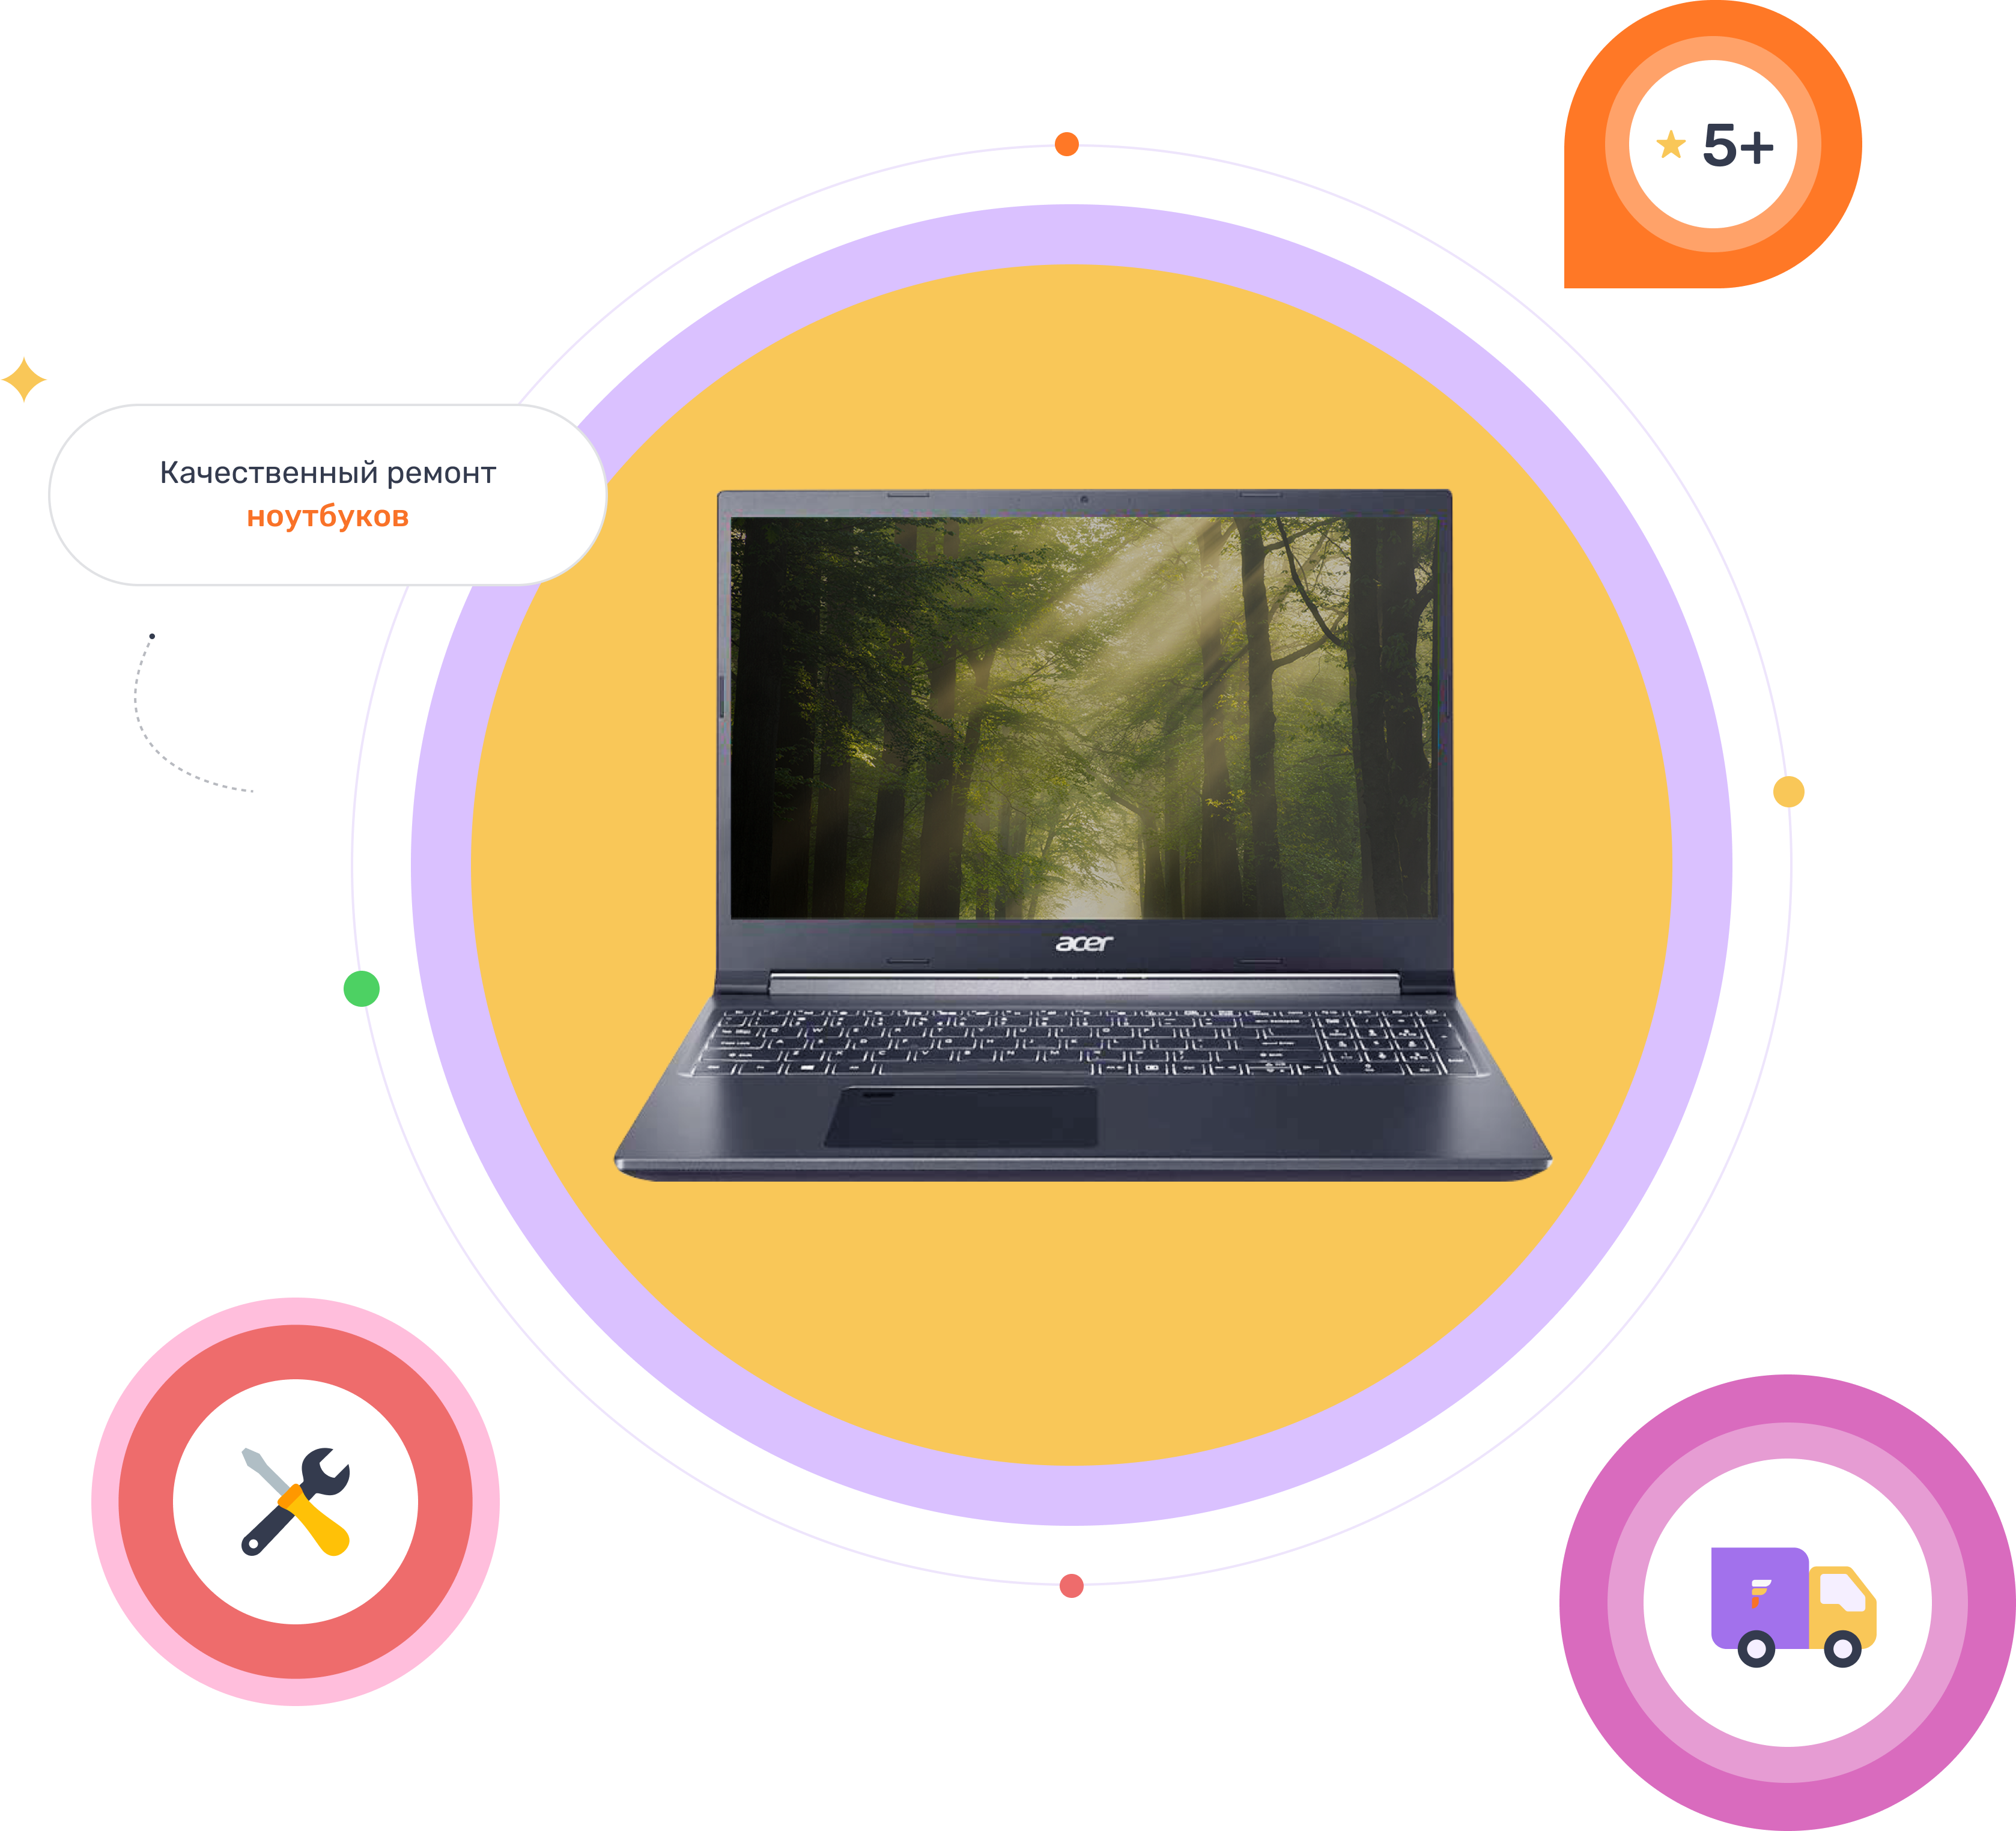 5+
Качественный ремонт
ноутбуков
acer